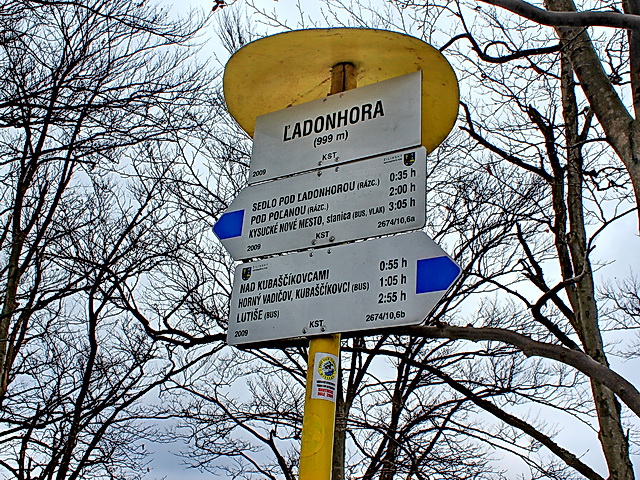 ĽADONHORA
(999 m)
2009 KST
SEDLO POD ĽADONHOROU (RÁZC.) 0:35 h
POD POĽANOU (RÁZC.) 2:00 h
KYSUCKÉ NOVÉ MESTO, stanica (BUS, VLAK) 3:05 h
2009 KST 2674/10,6a
NAD KUBAŠČÍKOVCAMI 0:55 h
HORNÝ VADIČOV, KUBAŠČÍKOVCI (BUS) 1:05 h
LUTIŠE (BUS) 2:55 h
2009 KST 2674/10,6b